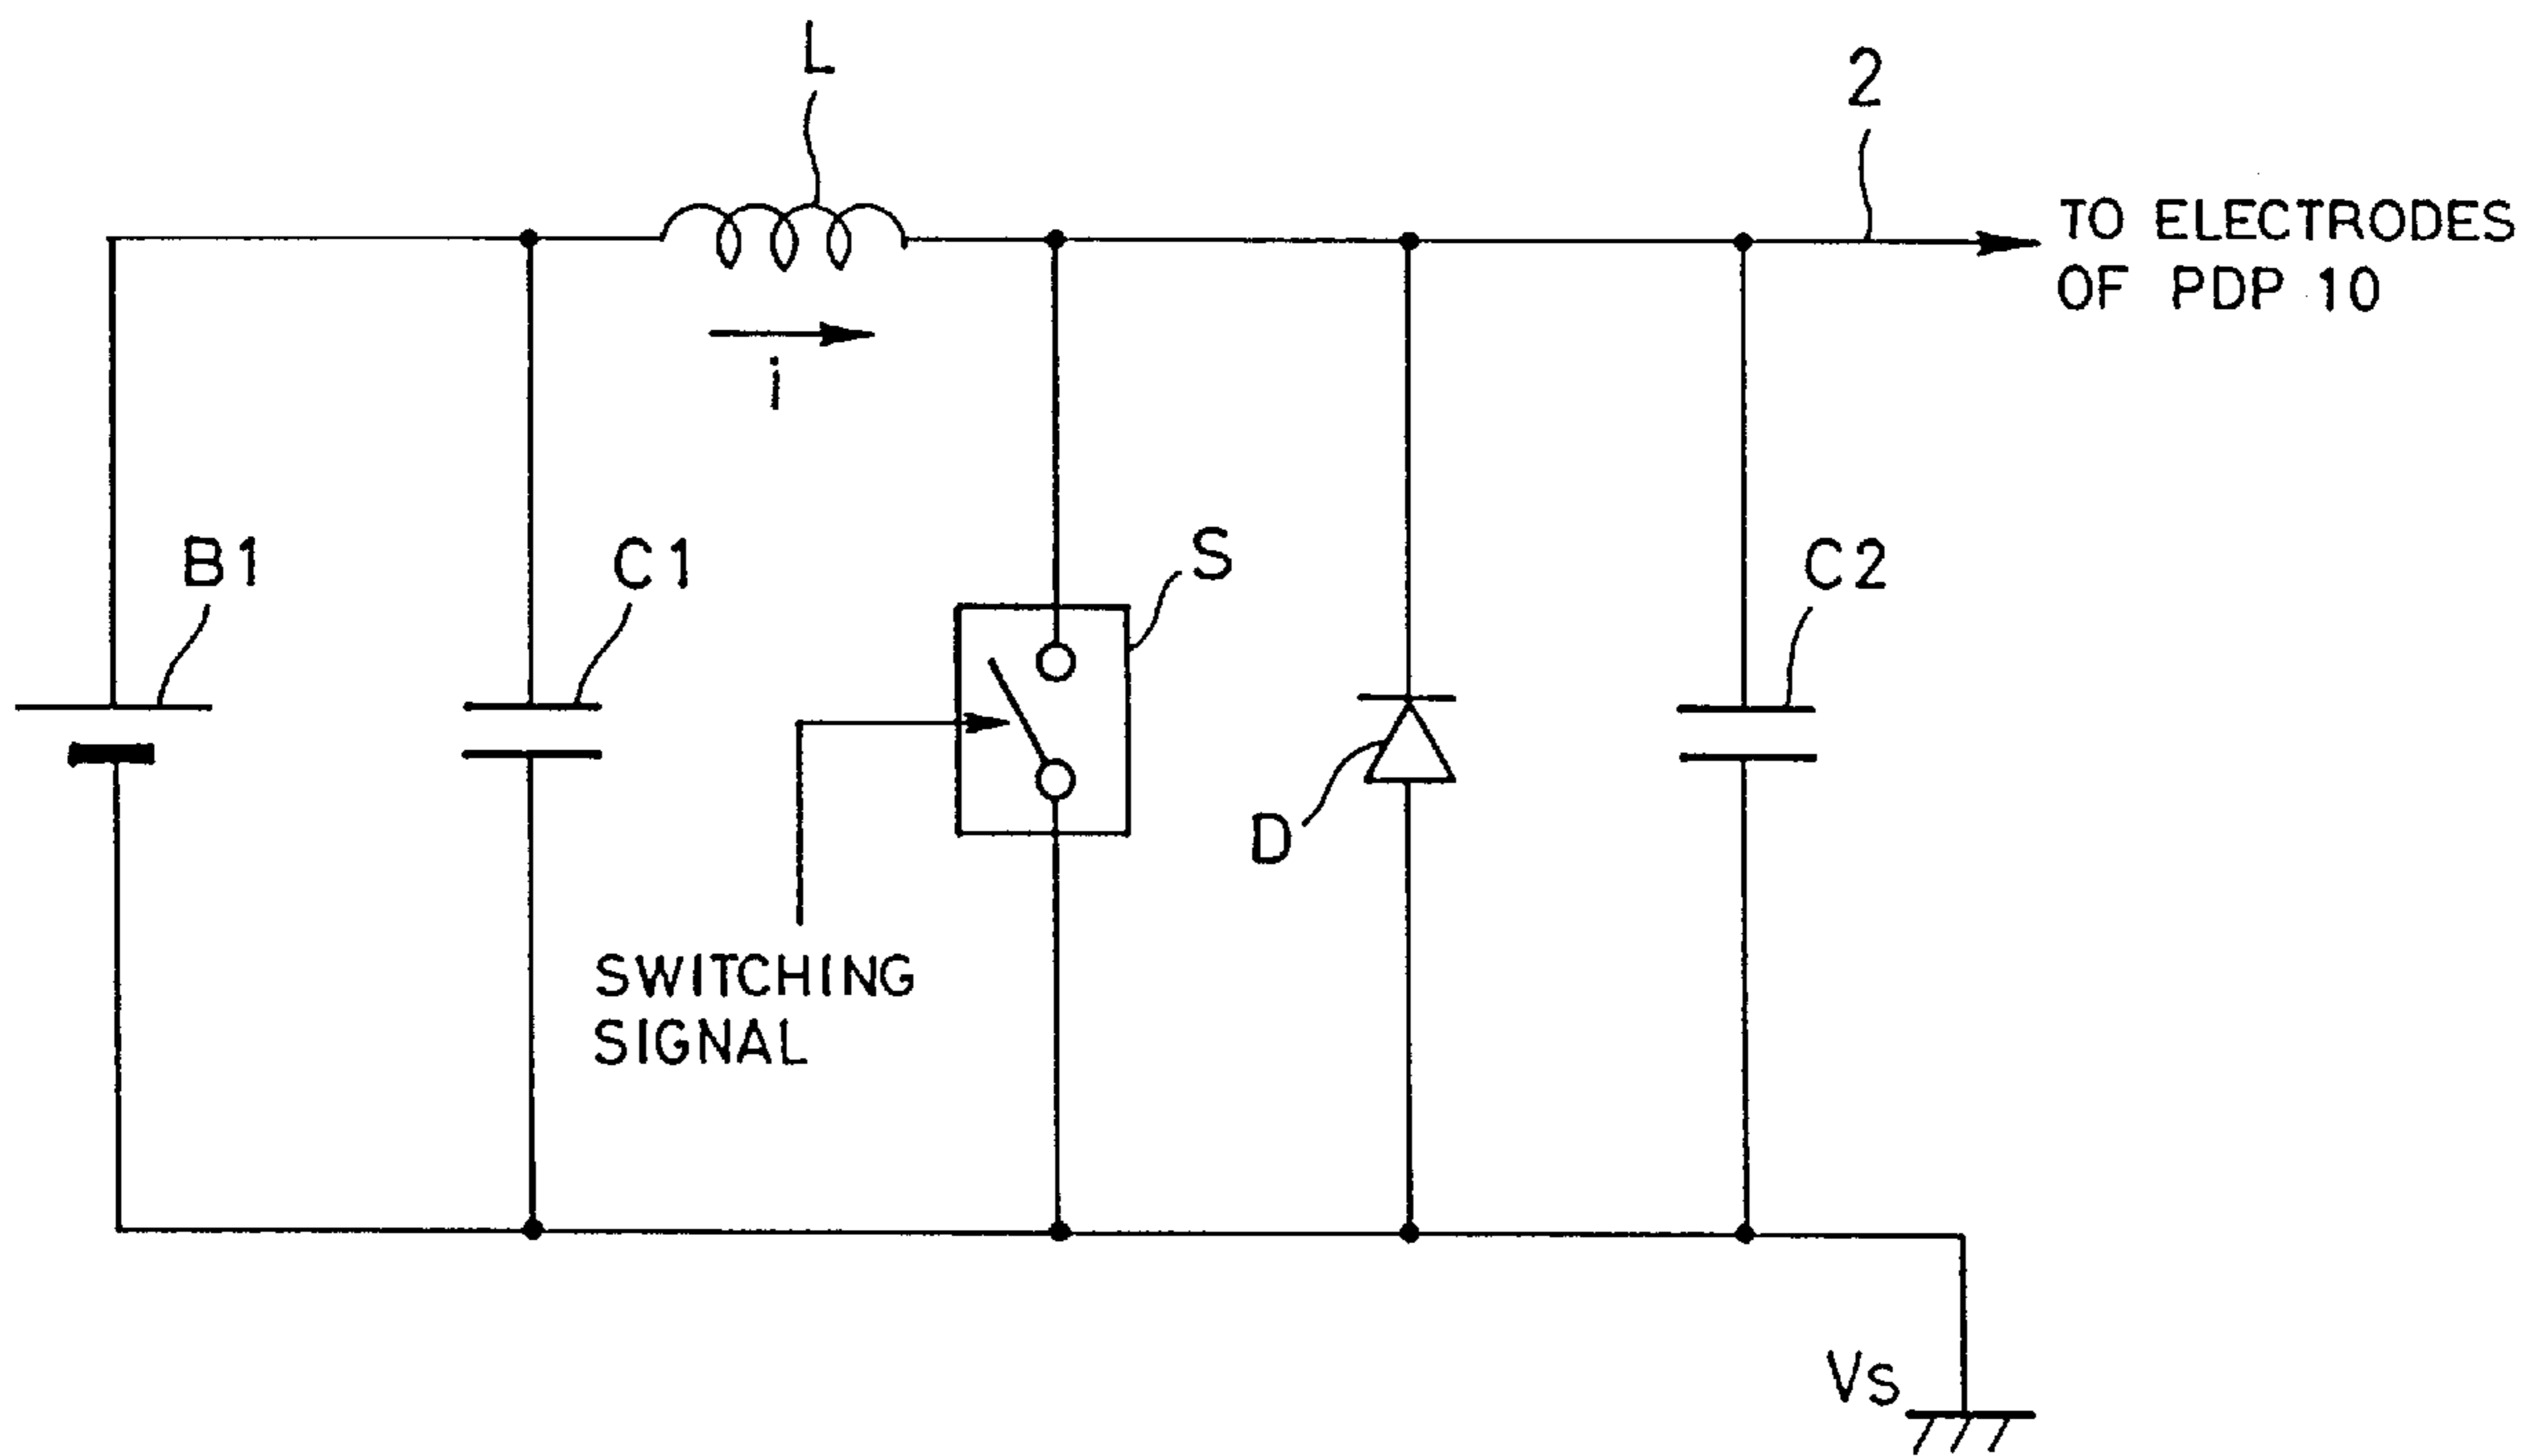 L
2
TO ELECTRODES
OF PDP 10
i
B1
C1
S
C2
D
SWITCHING
SIGNAL
Vs